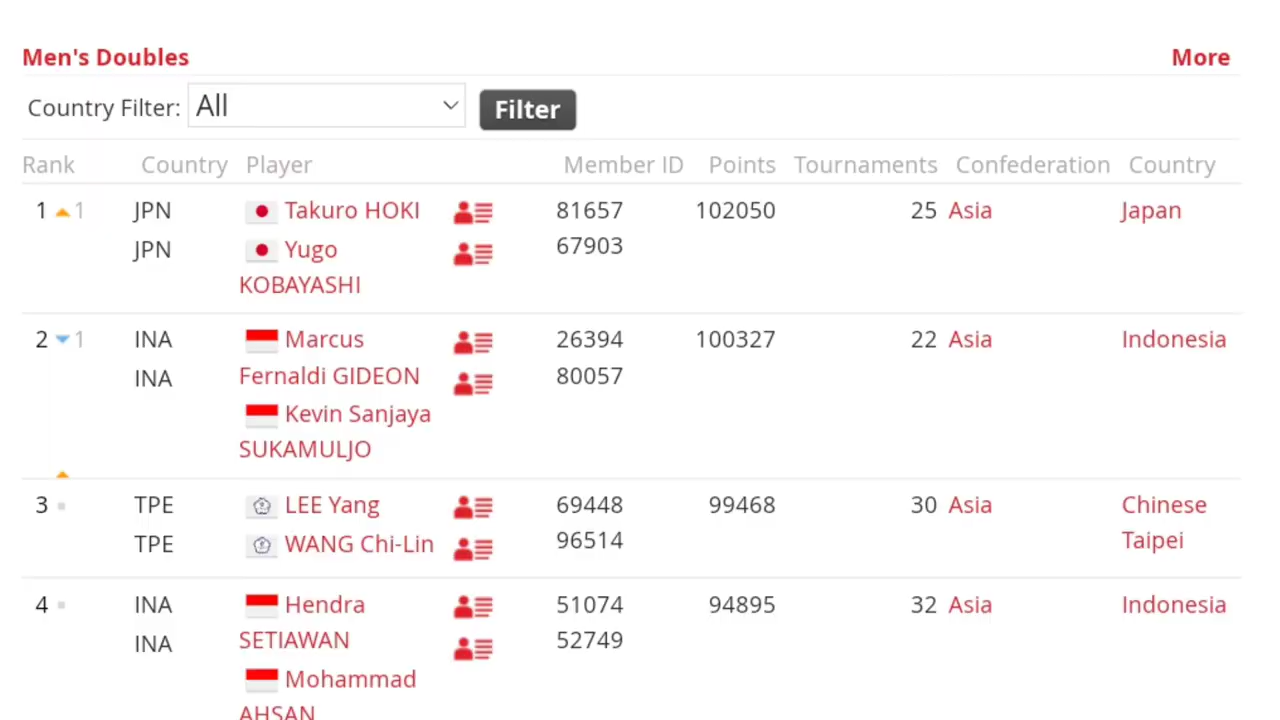 Men's Doubles More
Country Filter: All Filter
Rank Country Player Member ID Points Tournaments Confederation Country
1 1 JPN Takuro HOKI 81657 102050 25 Asia Japan
JPN Yugo 67903
KOBAYASHI
2 1 INA Marcus 26394 100327 22 Asia Indonesia
INA Fernaldi GIDEON 80057
Kevin Sanjaya
SUKAMULJO
3 TPE LEE Yang 69448 99468 30 Asia Chinese
TPE WANG Chi-Lin 96514 Taipei
4 INA Hendra 51074 94895 32 Asia Indonesia
INA SETIAWAN 52749
Mohammad
AHSAN